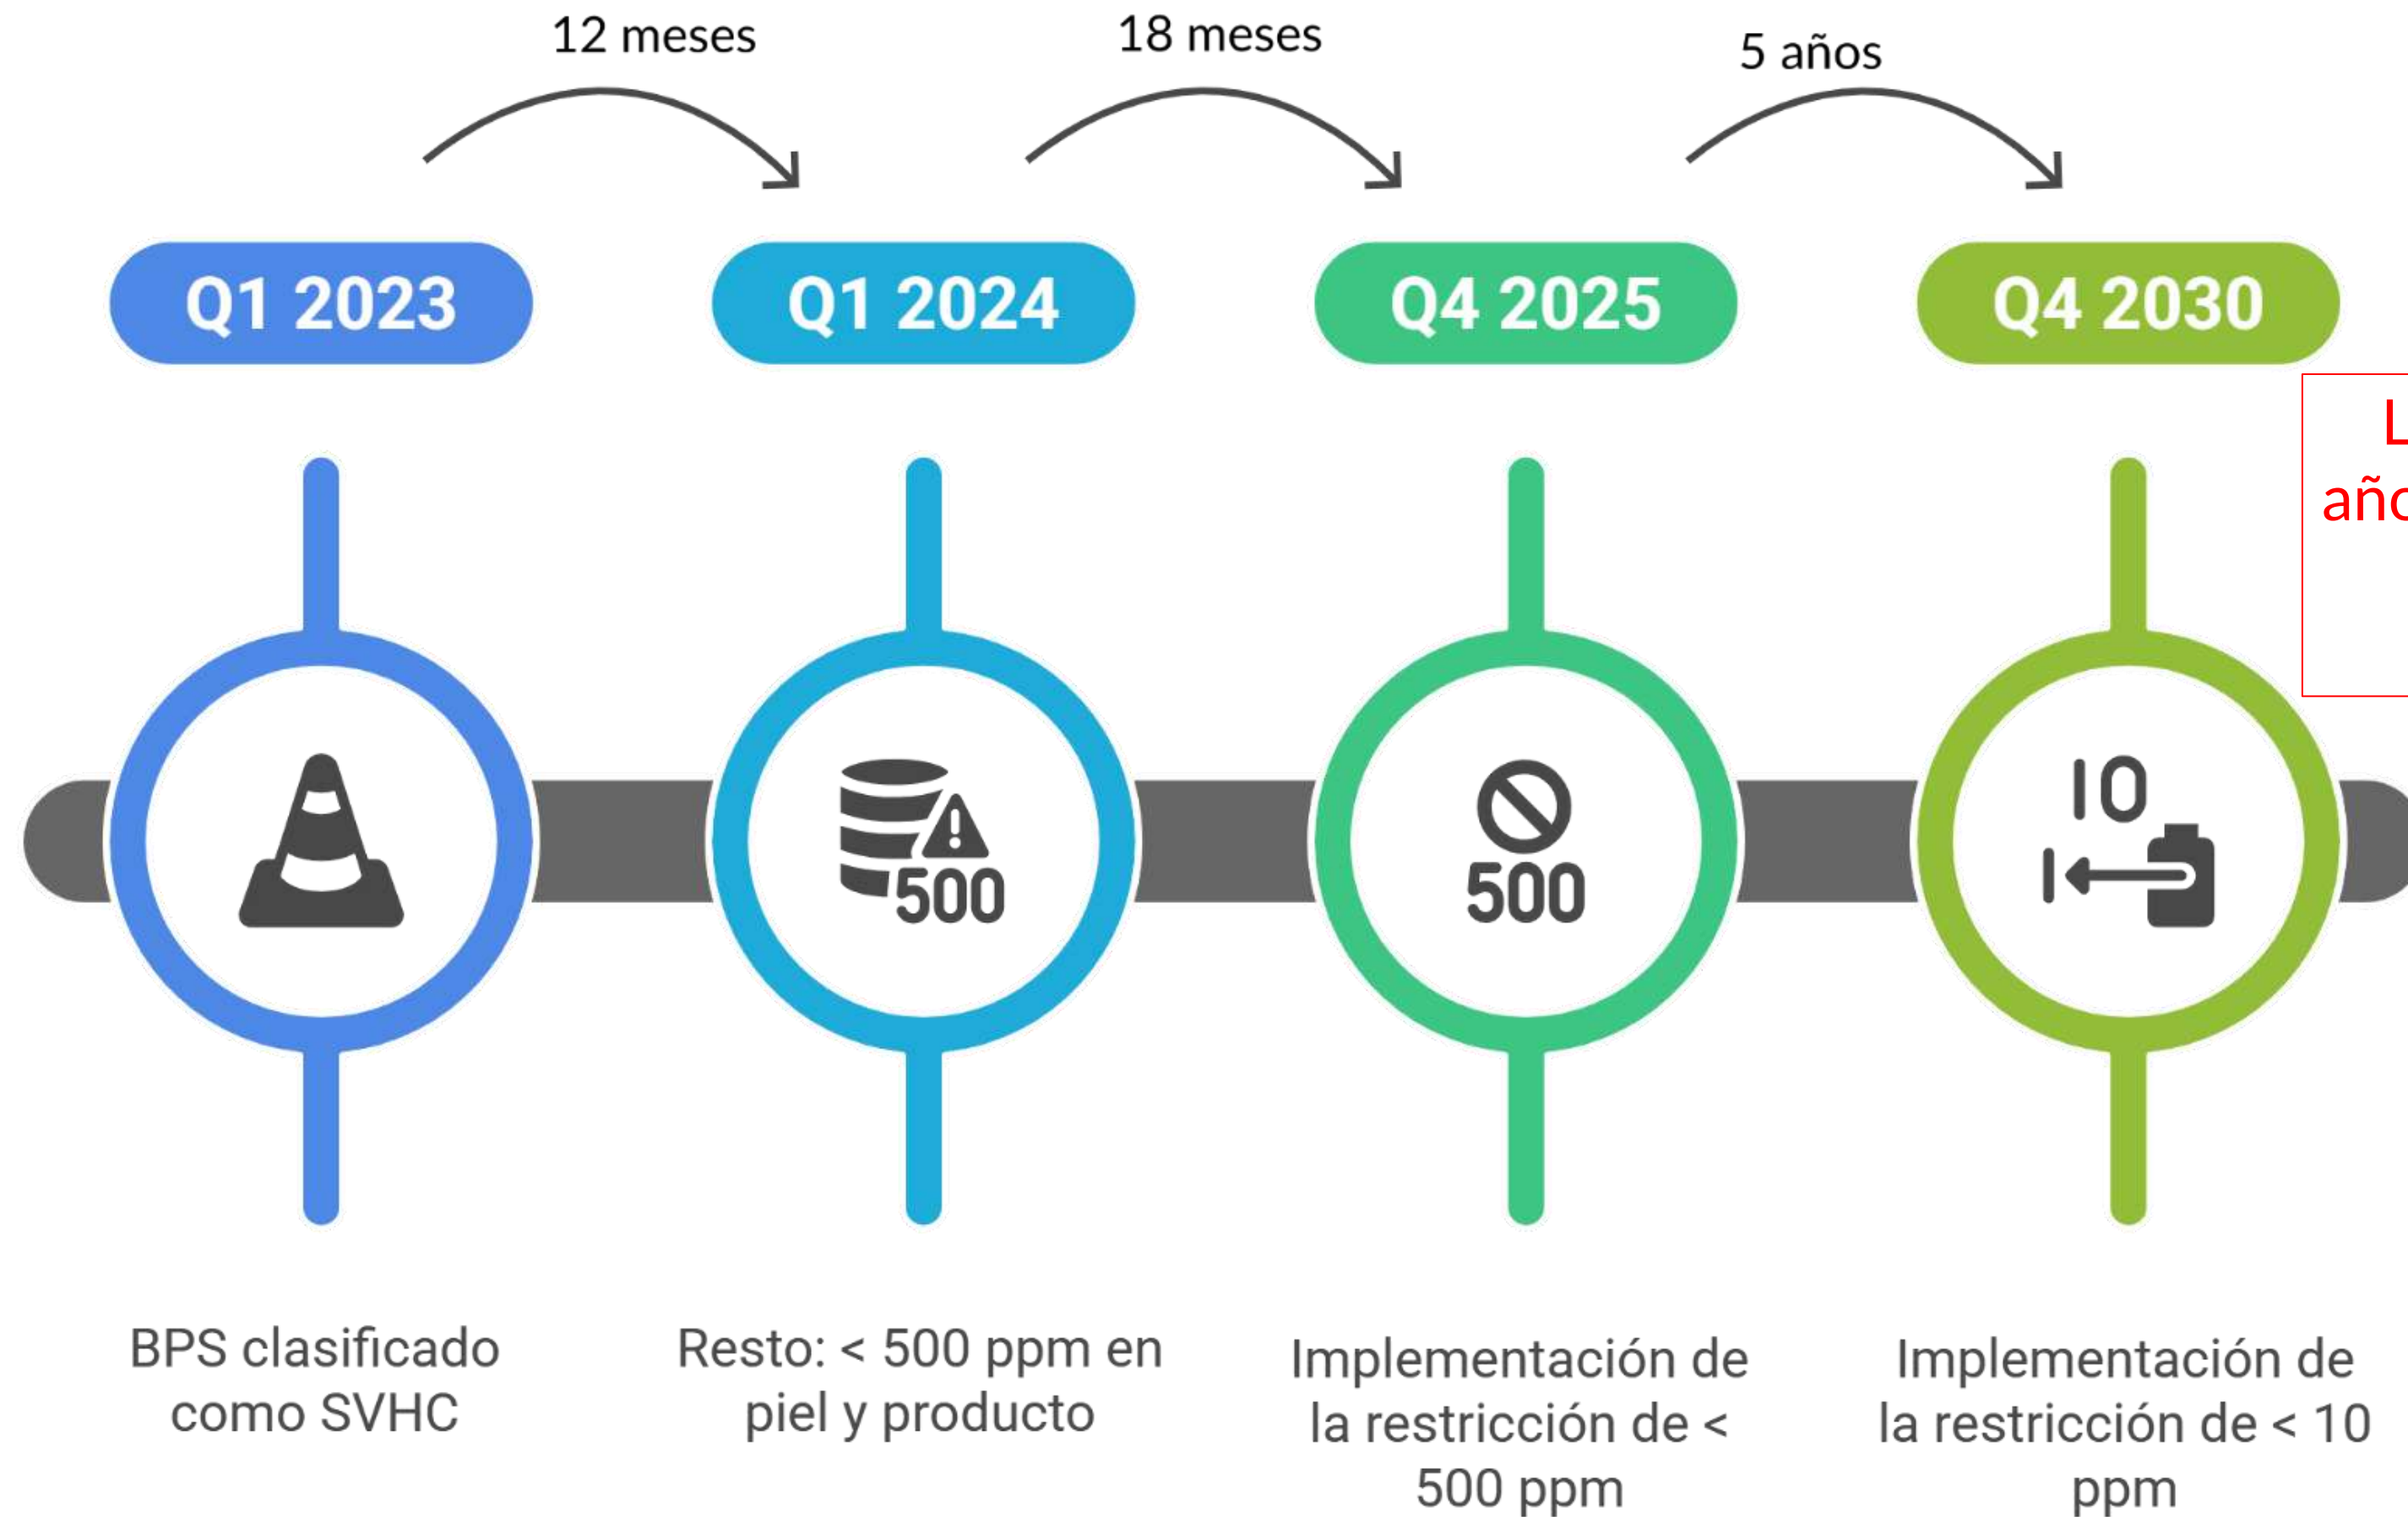 12 meses
18 meses
5 años
Q1 2023
Q1 2024
Q4 2025
Q4 2030
500
500
10
BPS clasificado
como SVHC
Resto: < 500 ppm en
piel y producto
Implementación de
la restricción de <
500 ppm
Implementación de
la restricción de < 10
ppm